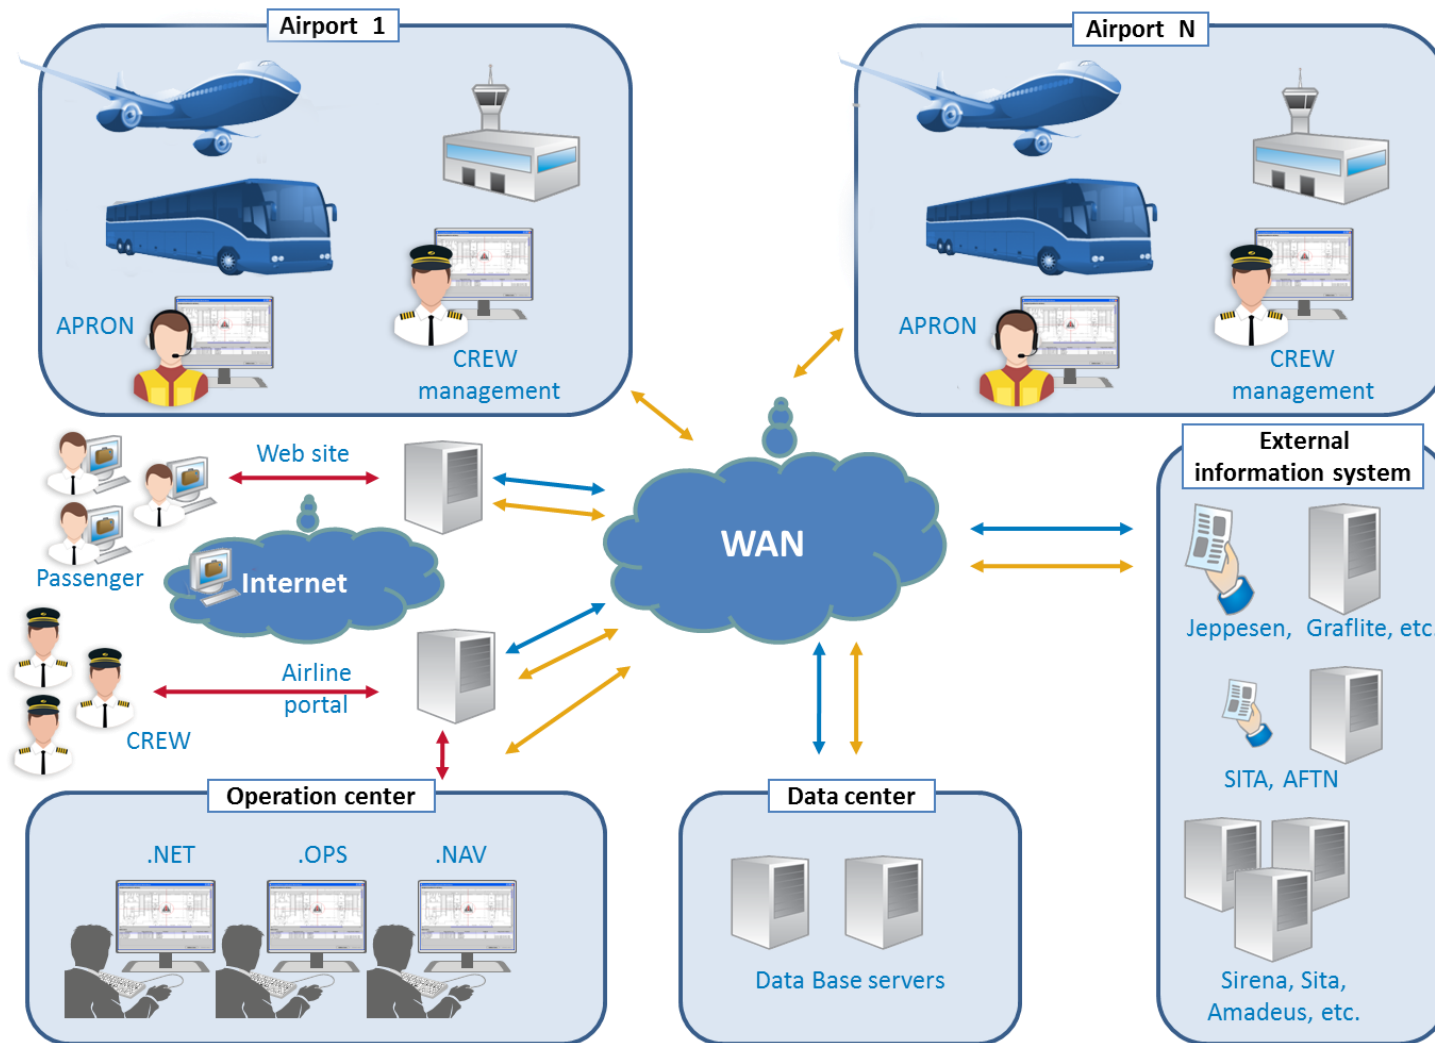 Airport 1
Airport N
APRON
CREW
management
APRON
CREW
management
Web site
Passenger
Internet
WAN
External
information system
Jeppesen, Graflite, etc.
SITA, AFTN
Sirena, Sita,
Amadeus, etc.
Airline
portal
CREW
Operation center
.NET
.OPS
.NAV
Data center
Data Base servers